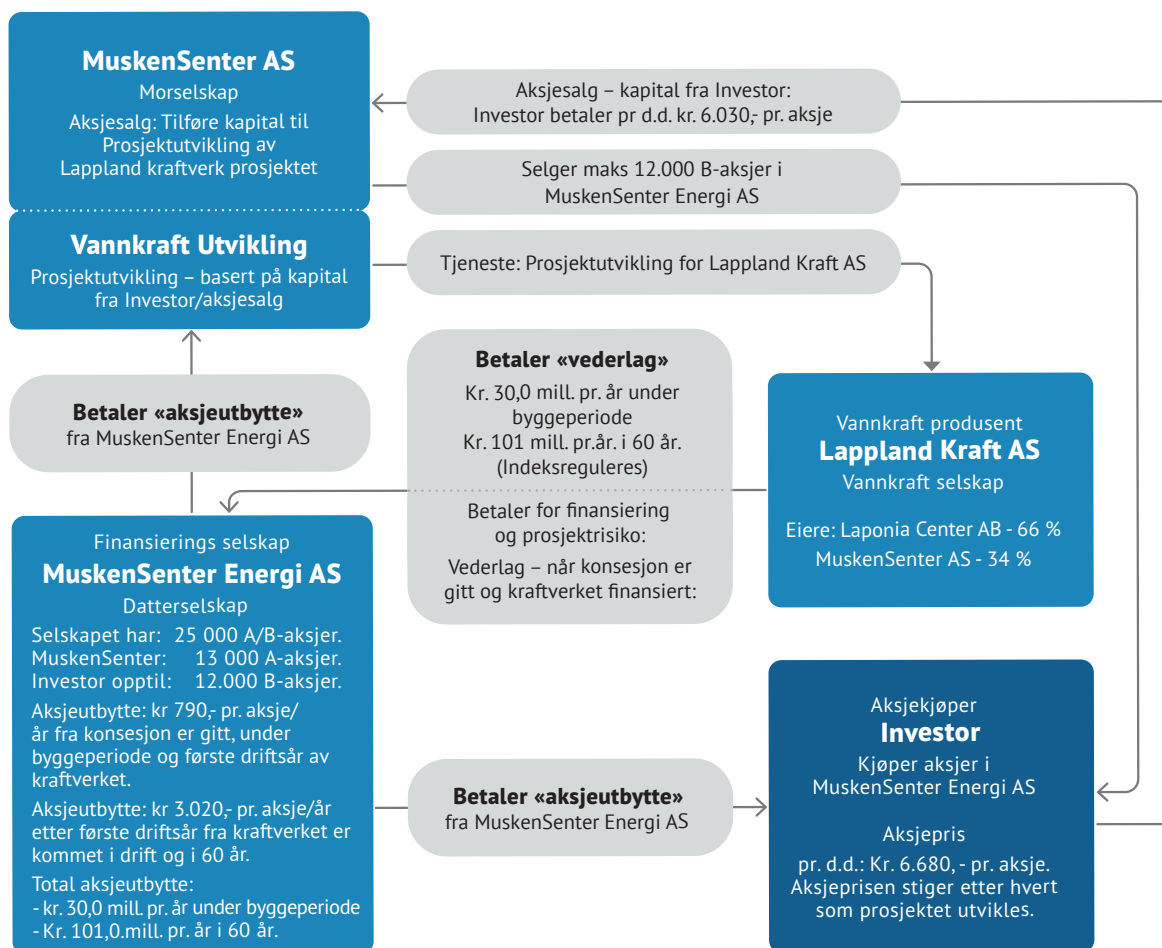 MuskenSenter AS
Morselskap
Aksjesalg: Tilføre kapital til
Prosjektutvikling av
Lappland kraftverk prosjektet
Vannkraft Utvikling
Prosjektutvikling – basert på kapital
fra Investor/aksjesalg
Aksjesalg – kapital fra Investor:
Investor betaler pr d.d. kr. 6.030,- pr. aksje
Selger maks 12.000 B-aksjer i
MuskenSenter Energi AS
Tjeneste: Prosjektutvikling for Lappland Kraft AS
Betaler «aksjeutbytte»
fra MuskenSenter Energi AS
Betaler «vederlag»
Kr. 30,0 mill. pr. år under
byggeperiode
Kr. 101 mill. pr.år. i 60 år.
(Indeksreguleres)
Betaler for finansiering
og prosjektrisiko:
Vederlag – når konsesjon er
gitt og kraftverket finansiert:
Vannkraft produsent
Lappland Kraft AS
Vannkraft selskap
Eiere: Laponia Center AB - 66 %
MuskenSenter AS - 34 %
Finansierings selskap
MuskenSenter Energi AS
Datterselskap
Selskapet har: 25 000 A/B-aksjer.
MuskenSenter: 13 000 A-aksjer.
Investor opptil: 12.000 B-aksjer.
Aksjeutbytte: kr 790,- pr. aksje/
år fra konsesjon er gitt, under
byggeperiode og første driftsår av
kraftverket.
Aksjeutbytte: kr 3.020,- pr. aksje/år
etter første driftsår fra kraftverket er
kommet i drift og i 60 år.
Total aksjeutbytte:
- kr. 30,0 mill. pr. år under byggeperiode
- Kr. 101,0.mill. pr. år i 60 år.
Betaler «aksjeutbytte»
fra MuskenSenter Energi AS
Aksjekjøper
Investor
Kjøper aksjer i
MuskenSenter Energi AS
Aksjepris
pr. d.d.: Kr. 6.680, - pr. aksje.
Aksjeprisen stiger etter hvert
som prosjektet utvikles.